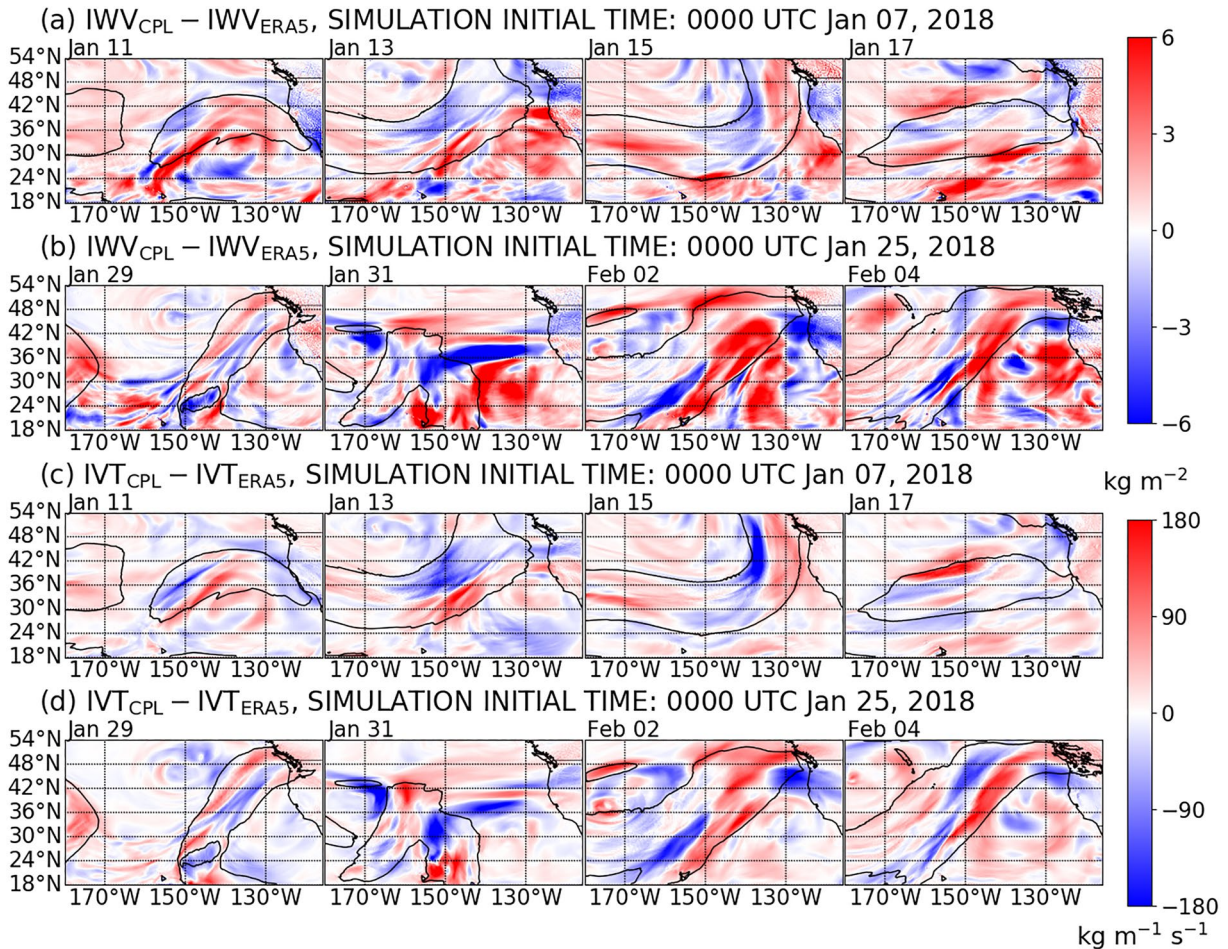 (a) IWV_CPL − IWV_ERA5, SIMULATION INITIAL TIME: 0000 UTC Jan 07, 2018
Jan 11 Jan 13 Jan 15 Jan 17
54°N
48°N
42°N
36°N
30°N
24°N
18°N
170°W 150°W 130°W 170°W 150°W 130°W 170°W 150°W 130°W 170°W 150°W 130°W
(b) IWV_CPL − IWV_ERA5, SIMULATION INITIAL TIME: 0000 UTC Jan 25, 2018
Jan 29 Jan 31 Feb 02 Feb 04
54°N
48°N
42°N
36°N
30°N
24°N
18°N
170°W 150°W 130°W 170°W 150°W 130°W 170°W 150°W 130°W 170°W 150°W 130°W
6
3
0
−3
−6
kg m⁻²
(c) IVT_CPL − IVT_ERA5, SIMULATION INITIAL TIME: 0000 UTC Jan 07, 2018
Jan 11 Jan 13 Jan 15 Jan 17
54°N
48°N
42°N
36°N
30°N
24°N
18°N
170°W 150°W 130°W 170°W 150°W 130°W 170°W 150°W 130°W 170°W 150°W 130°W
(d) IVT_CPL − IVT_ERA5, SIMULATION INITIAL TIME: 0000 UTC Jan 25, 2018
Jan 29 Jan 31 Feb 02 Feb 04
54°N
48°N
42°N
36°N
30°N
24°N
18°N
170°W 150°W 130°W 170°W 150°W 130°W 170°W 150°W 130°W 170°W 150°W 130°W
180
90
0
−90
−180
kg m⁻¹ s⁻¹